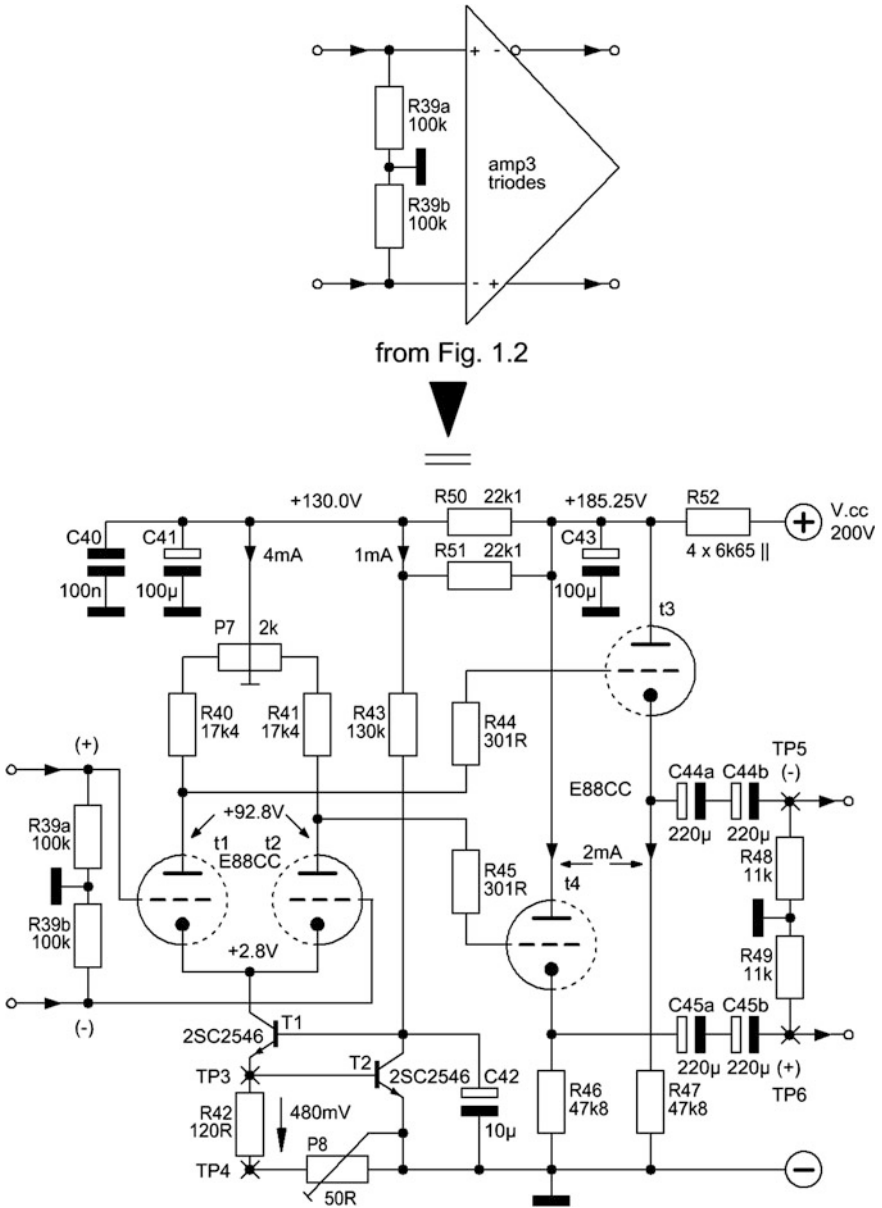 + -
R39a
100k
amp3
triodes
R39b
100k
- +
from Fig. 1.2
+130.0V
R50 22k1
+185.25V
R52
V.cc
200V
C40
C41
4mA
1mA
R51 22k1
C43
4 x 6k65 ||
100n
100µ
100µ
P7 2k
t3
R40
17k4
R41
17k4
R43
130k
R44
301R
(+)
TP5
(-)
C44a C44b
E88CC
+92.8V
R39a
100k
t1 t2
E88CC
220µ 220µ
R45
301R
2mA
R48
11k
t4
R39b
100k
+2.8V
R49
11k
(-)
T1
2SC2546
C45a C45b
T2
2SC2546
C42
220µ 220µ
(+)
TP6
TP3
R42
120R
480mV
10µ
R46
47k8
R47
47k8
P8
TP4
50R